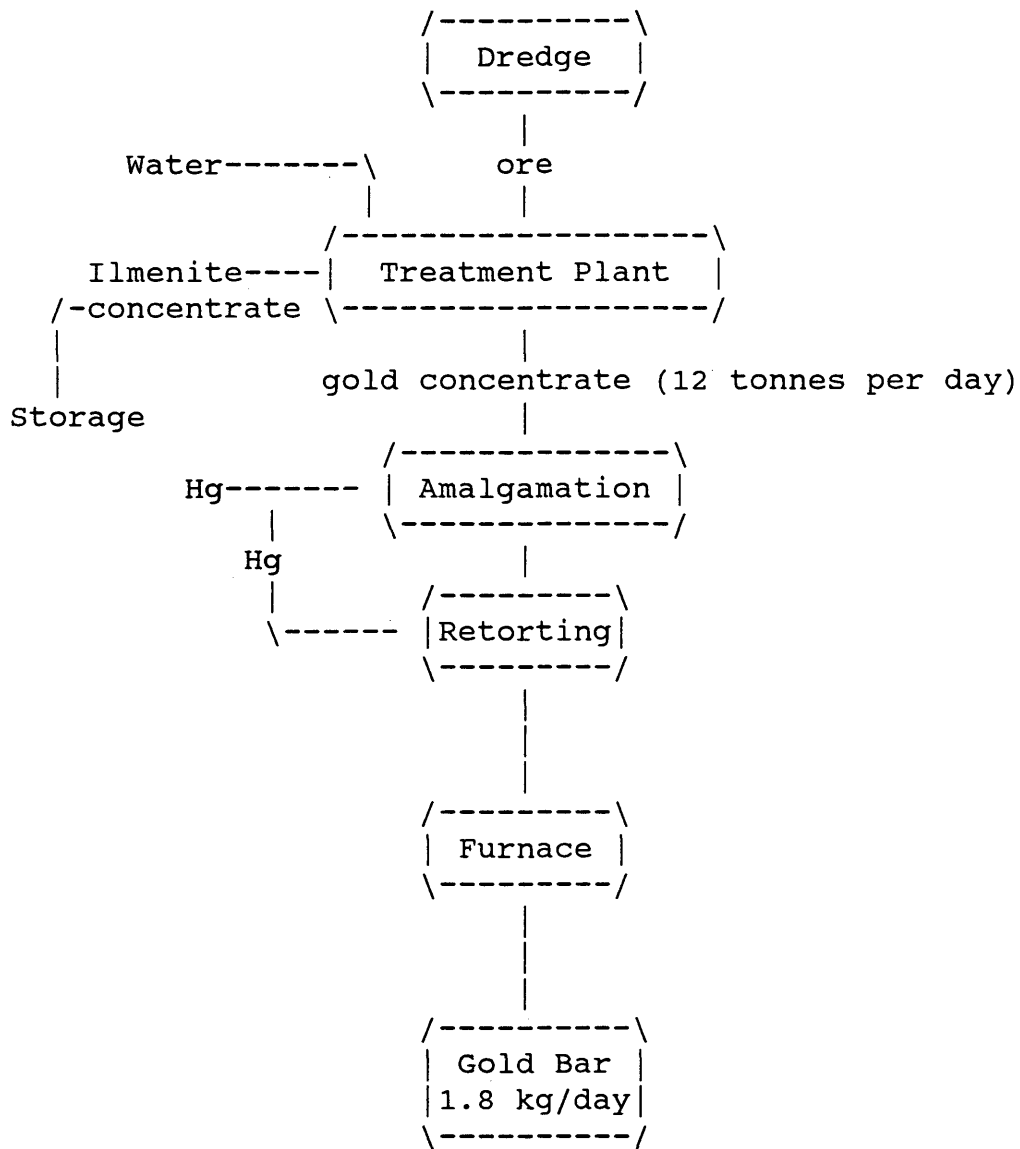 Dredge
Water ore
Ilmenite Treatment Plant
concentrate
gold concentrate (12 tonnes per day)
Storage
Hg Amalgamation
Hg
Retorting
Furnace
Gold Bar
1.8 kg/day